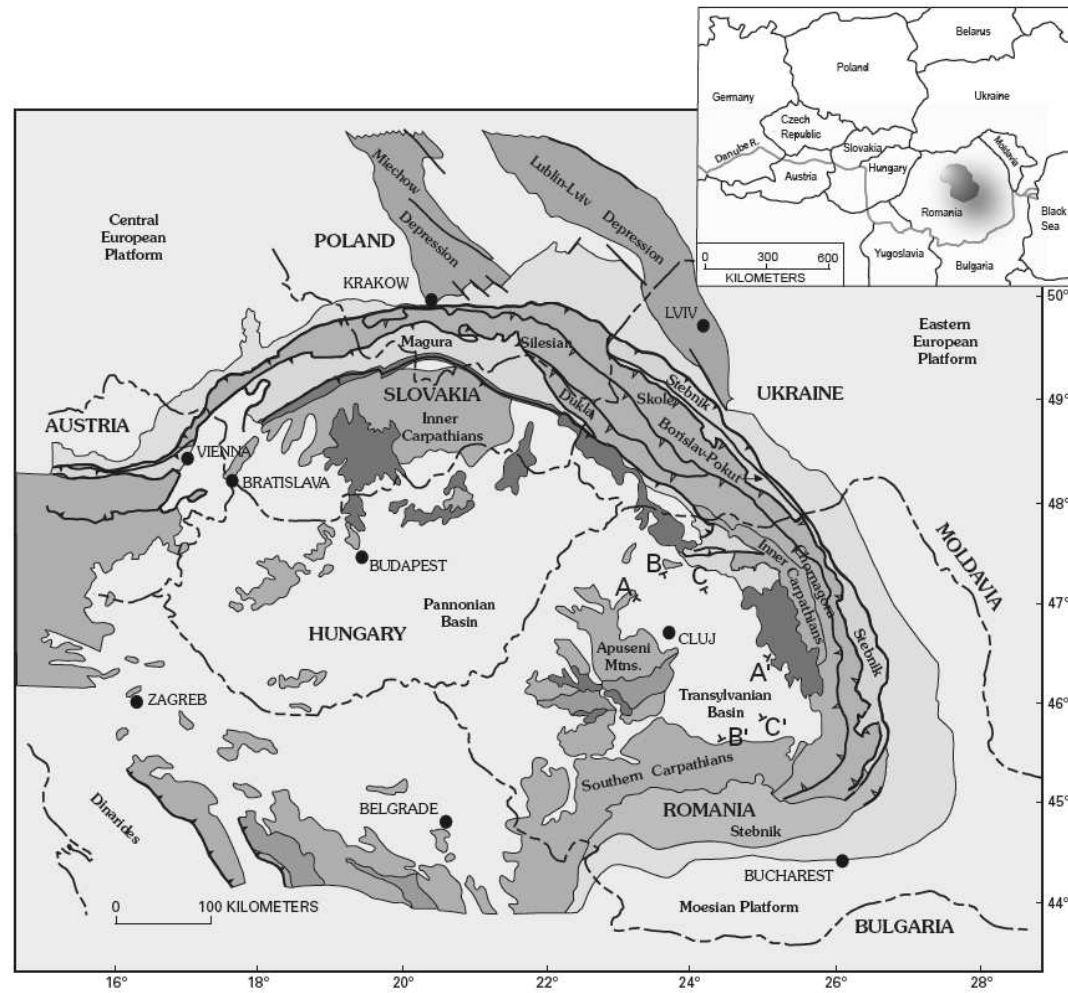 Belarus
Poland
Germany
Ukraine
Czech
Republic
Slovakia
Moldavia
Danube R.
Hungary
Austria
Romania
Black
Sea
Yugoslavia
Bulgaria
0 300 600
KILOMETERS
Miechow
Depression
Lublin-Lviv
Depression
Central
European
Platform
POLAND
KRAKOW
LVIV
50°
Eastern
European
Platform
Magura
Silesian
Stebnik
UKRAINE
SLOVAKIA
Skole
Dukla
49°
Inner
Carpathians
AUSTRIA
VIENNA
Borislav-Pokut
BRATISLAVA
48°
MOLDAVIA
BUDAPEST
Inner
Carpathians
Chornagora
B
C
A
Pannonian
Basin
47°
HUNGARY
CLUJ
Stebnik
Apuseni
Mtns.
A'
Transylvanian
Basin
ZAGREB
46°
C'
B'
Southern Carpathians
Dinarides
BELGRADE
ROMANIA
45°
Stebnik
BUCHAREST
0 100 KILOMETERS
Moesian Platform
BULGARIA
44°
16° 18° 20° 22° 24° 26° 28°